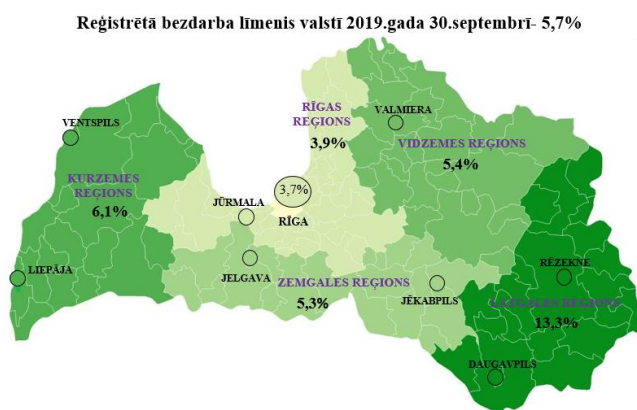 Reģistrētā bezdarba līmenis valstī 2019.gada 30.septembrī- 5,7%
VENTSPILS
RĪGAS
REĢIONS
3,9%
VALMIERA
VIDZEMES REĢIONS
5,4%
KURZEMES
REĢIONS
6,1%
3,7%
JŪRMALA
RĪGA
LIEPĀJA
JELGAVA
ZEMGALES REĢIONS
5,3%
JĒKABPILS
RĒZEKNE
LATGALES REĢIONS
13,3%
DAUGAVPILS